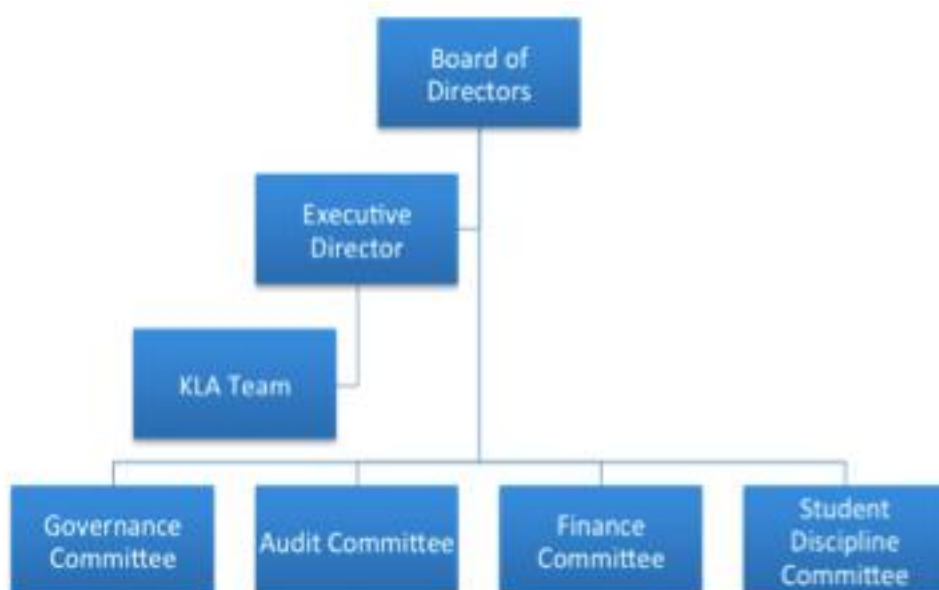 Board of
Directors
Executive
Director
KLA Team
Governance
Committee
Audit Committee
Finance
Committee
Student
Discipline
Committee